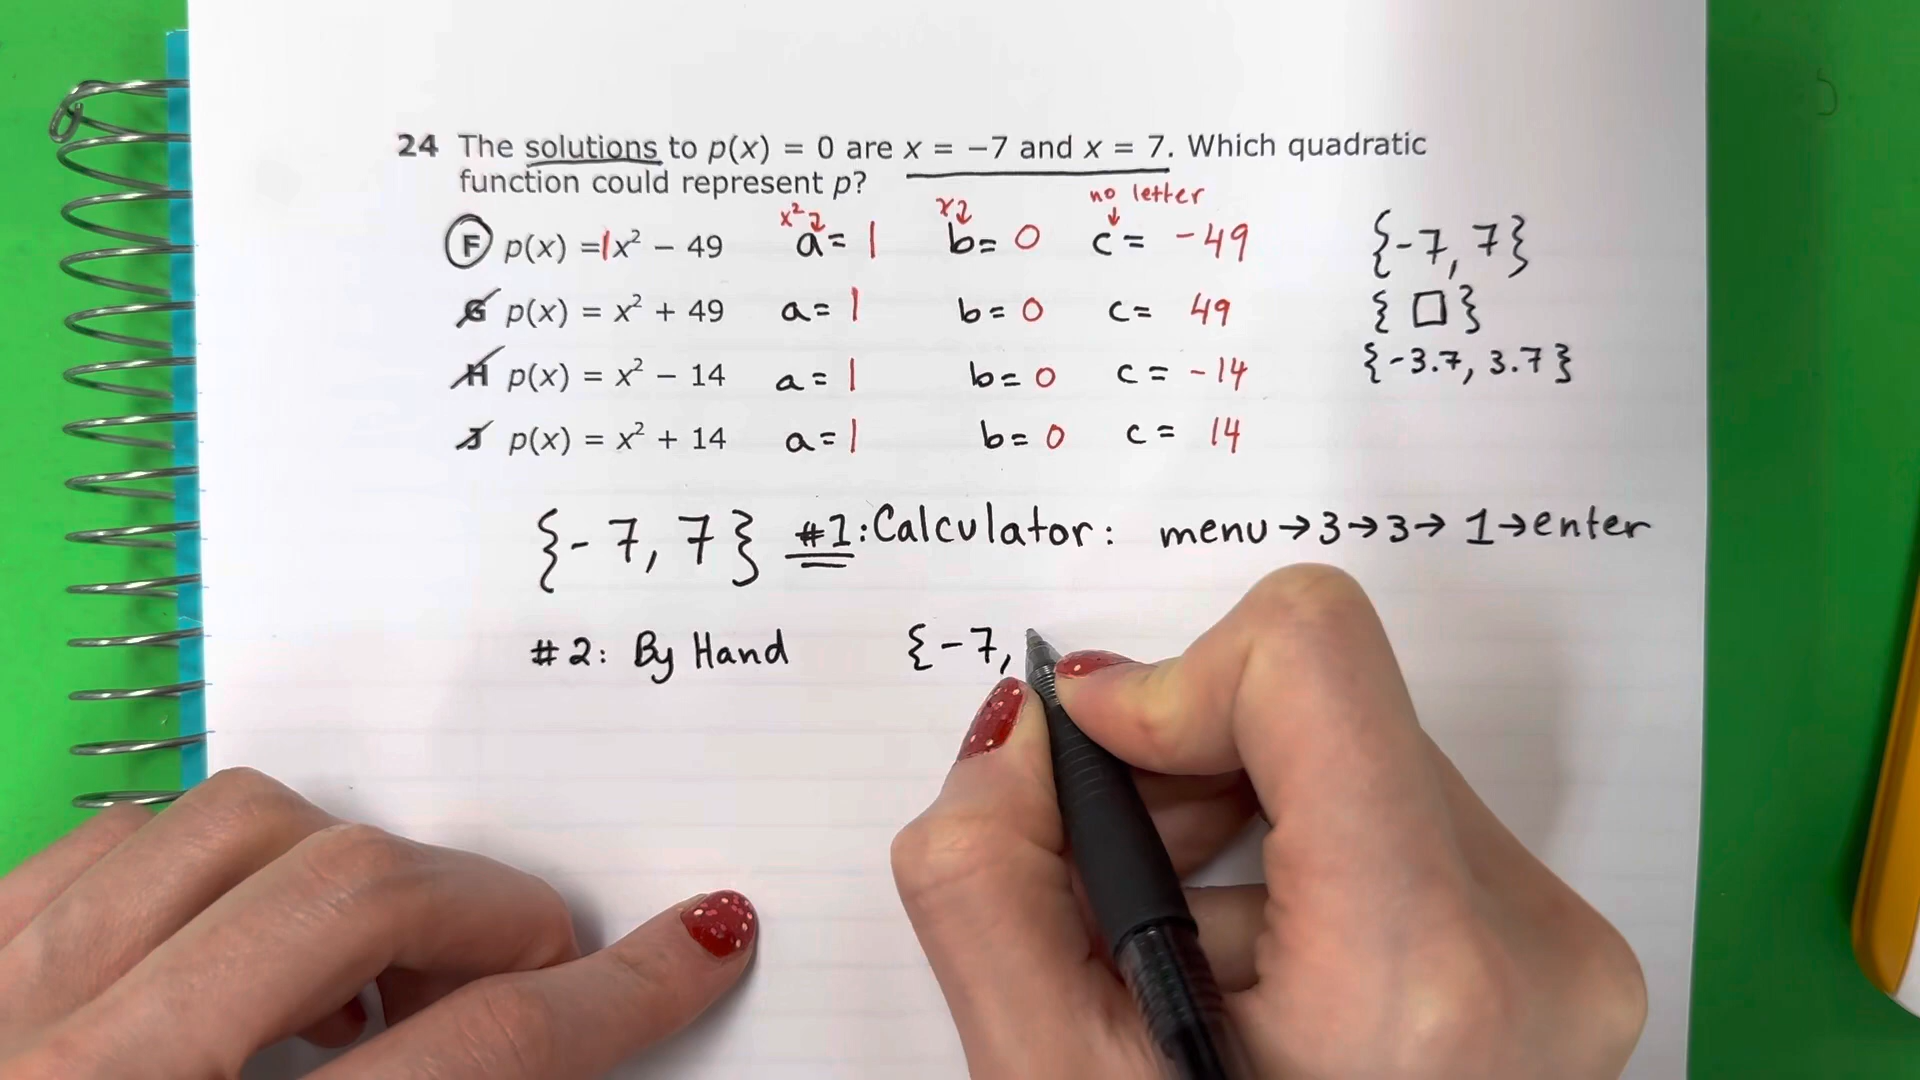 24 The solutions to p(x) = 0 are x = −7 and x = 7. Which quadratic
function could represent p?
no letter
x² x
F p(x) = 1x² − 49 a = 1 b = 0 c = -49 {-7, 7}
G p(x) = x² + 49 a = 1 b = 0 c = 49 {□}
H p(x) = x² − 14 a = 1 b = 0 c = -14 {-3.7, 3.7}
J p(x) = x² + 14 a = 1 b = 0 c = 14
{-7, 7} #1: Calculator: menu→3→3→1→enter
#2: By Hand {-7,